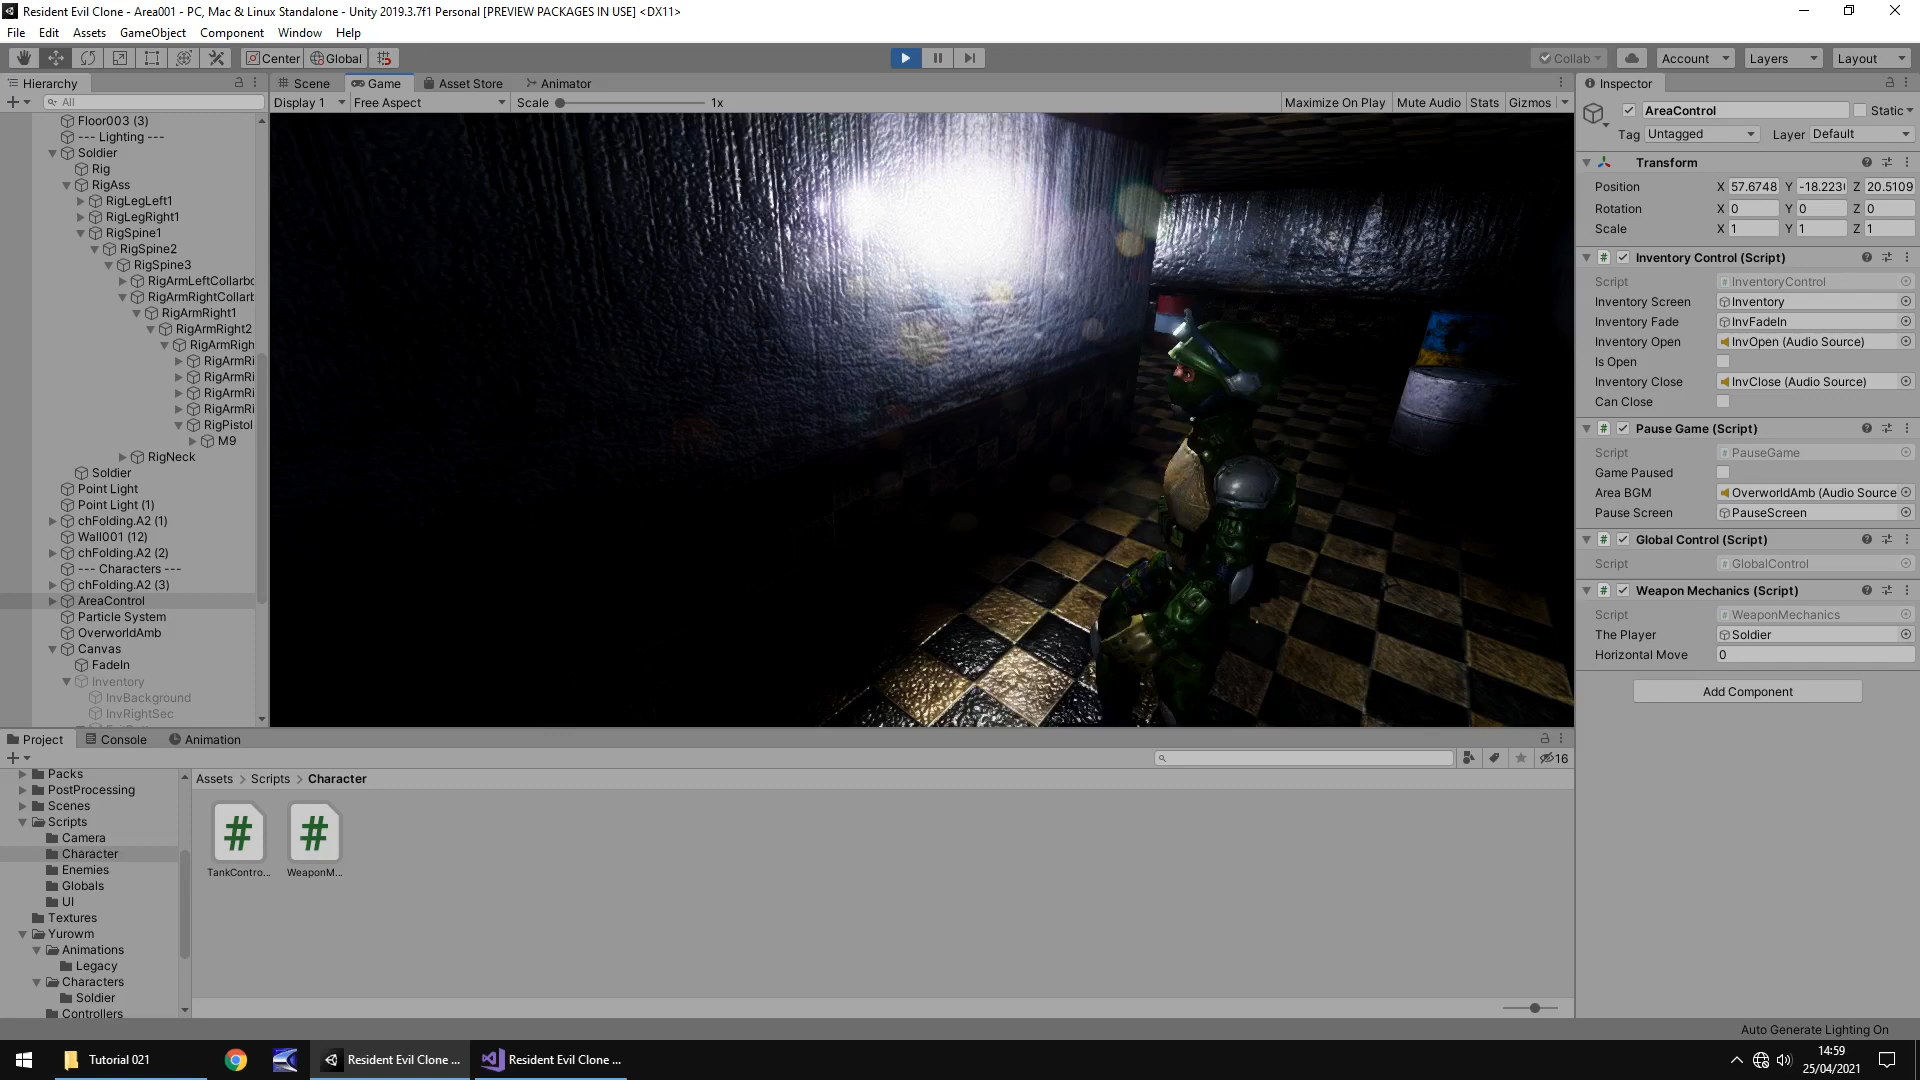 Resident Evil Clone - Area001 - PC, Mac & Linux Standalone - Unity 2019.3.7f1 Personal [PREVIEW PACKAGES IN USE] <DX11>
File Edit Assets GameObject Component Window Help
Center Global
Collab Account Layers Layout
Hierarchy
All
Floor003 (3)
--- Lighting ---
Soldier
Rig
RigAss
RigLegLeft1
RigLegRight1
RigSpine1
RigSpine2
RigSpine3
RigArmLeftCollarbo
RigArmRightCollarb
RigArmRight1
RigArmRight2
RigArmRigh
RigArmRi
RigArmRi
RigArmRi
RigArmRi
RigPistol
M9
RigNeck
Soldier
Point Light
Point Light (1)
chFolding.A2 (1)
Wall001 (12)
chFolding.A2 (2)
--- Characters ---
chFolding.A2 (3)
AreaControl
Particle System
OverworldAmb
Canvas
FadeIn
Inventory
InvBackground
InvRightSec
Scene Game Asset Store Animator
Display 1 Free Aspect Scale 1x Maximize On Play Mute Audio Stats Gizmos
Inspector
AreaControl Static
Tag Untagged Layer Default
Transform
Position X 57.6748 Y -18.2230 Z 20.5109
Rotation X 0 Y 0 Z 0
Scale X 1 Y 1 Z 1
# Inventory Control (Script)
Script InventoryControl
Inventory Screen Inventory
Inventory Fade InvFadeIn
Inventory Open InvOpen (Audio Source)
Is Open
Inventory Close InvClose (Audio Source)
Can Close
# Pause Game (Script)
Script PauseGame
Game Paused
Area BGM OverworldAmb (Audio Source
Pause Screen PauseScreen
# Global Control (Script)
Script GlobalControl
# Weapon Mechanics (Script)
Script WeaponMechanics
The Player Soldier
Horizontal Move 0
Add Component
Project Console Animation
16
Packs
PostProcessing
Scenes
Scripts
Camera
Character
Enemies
Globals
UI
Textures
Yurowm
Animations
Legacy
Characters
Soldier
Controllers
Assets > Scripts > Character
# #
TankContro... WeaponM...
Auto Generate Lighting On
Tutorial 021 Resident Evil Clone ... Resident Evil Clone ...
14:59
25/04/2021